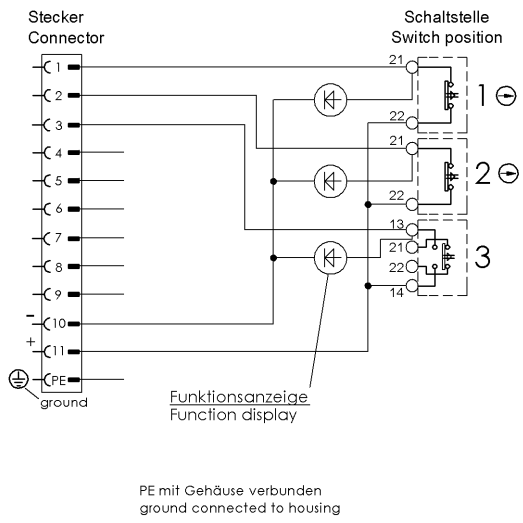 Stecker
Connector
Schaltstelle
Switch position
1
2
3
4
5
6
7
8
9
- 10
+ 11
PE
ground
21
22
1
21
22
2
13
21
22
14
3
Funktionsanzeige
Function display
PE mit Gehäuse verbunden
ground connected to housing